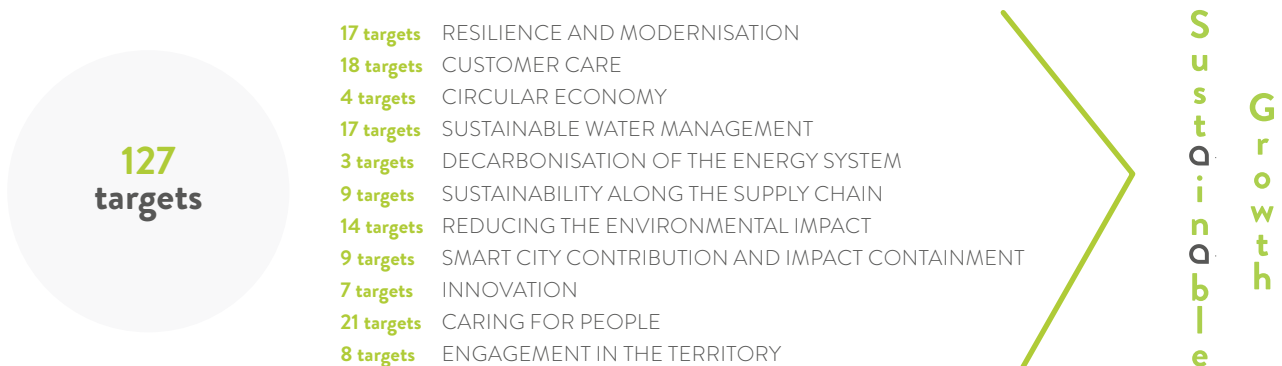 127
targets
17 targets RESILIENCE AND MODERNISATION
18 targets CUSTOMER CARE
4 targets CIRCULAR ECONOMY
17 targets SUSTAINABLE WATER MANAGEMENT
3 targets DECARBONISATION OF THE ENERGY SYSTEM
9 targets SUSTAINABILITY ALONG THE SUPPLY CHAIN
14 targets REDUCING THE ENVIRONMENTAL IMPACT
9 targets SMART CITY CONTRIBUTION AND IMPACT CONTAINMENT
7 targets INNOVATION
21 targets CARING FOR PEOPLE
8 targets ENGAGEMENT IN THE TERRITORY
Sustainable
Growth